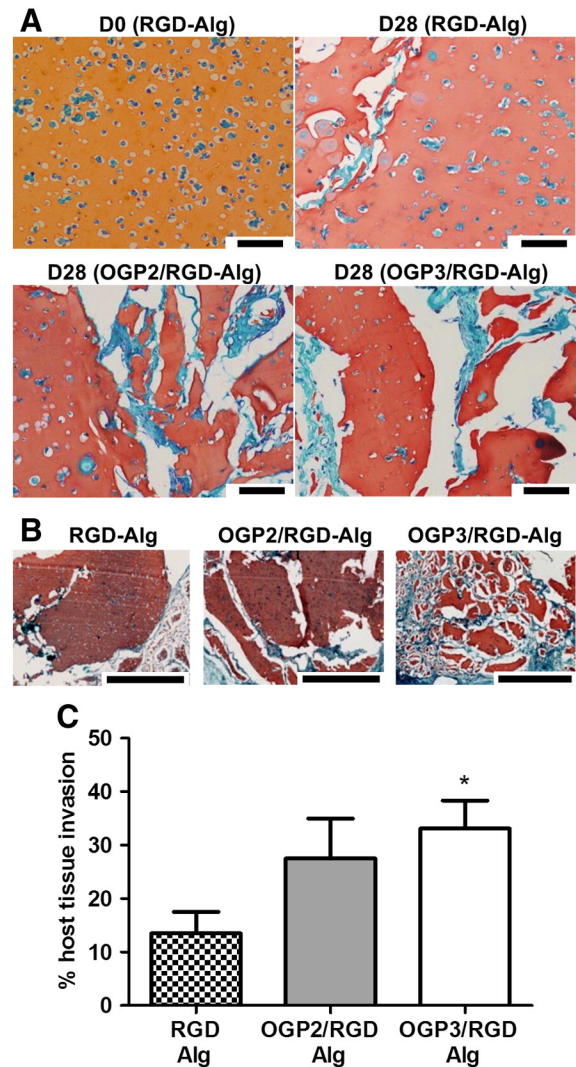 A
D0 (RGD-Alg)
D28 (RGD-Alg)
D28 (OGP2/RGD-Alg)
D28 (OGP3/RGD-Alg)
B
RGD-Alg
OGP2/RGD-Alg
OGP3/RGD-Alg
C
% host tissue invasion
50
40
30
20
10
0
*
RGD
Alg
OGP2/RGD
Alg
OGP3/RGD
Alg